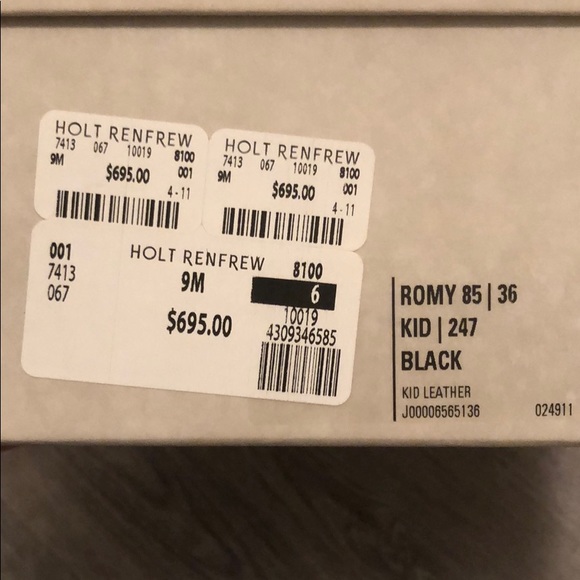 HOLT RENFREW
7413 067 10019 8100
9M 001
$695.00
4-11
HOLT RENFREW
7413 067 10019 8100
9M 001
$695.00
4-11
001 HOLT RENFREW 8100
7413 9M 6
067 10019
$695.00 4309346585
ROMY 85 | 36
KID | 247
BLACK
KID LEATHER
J00006565136 024911